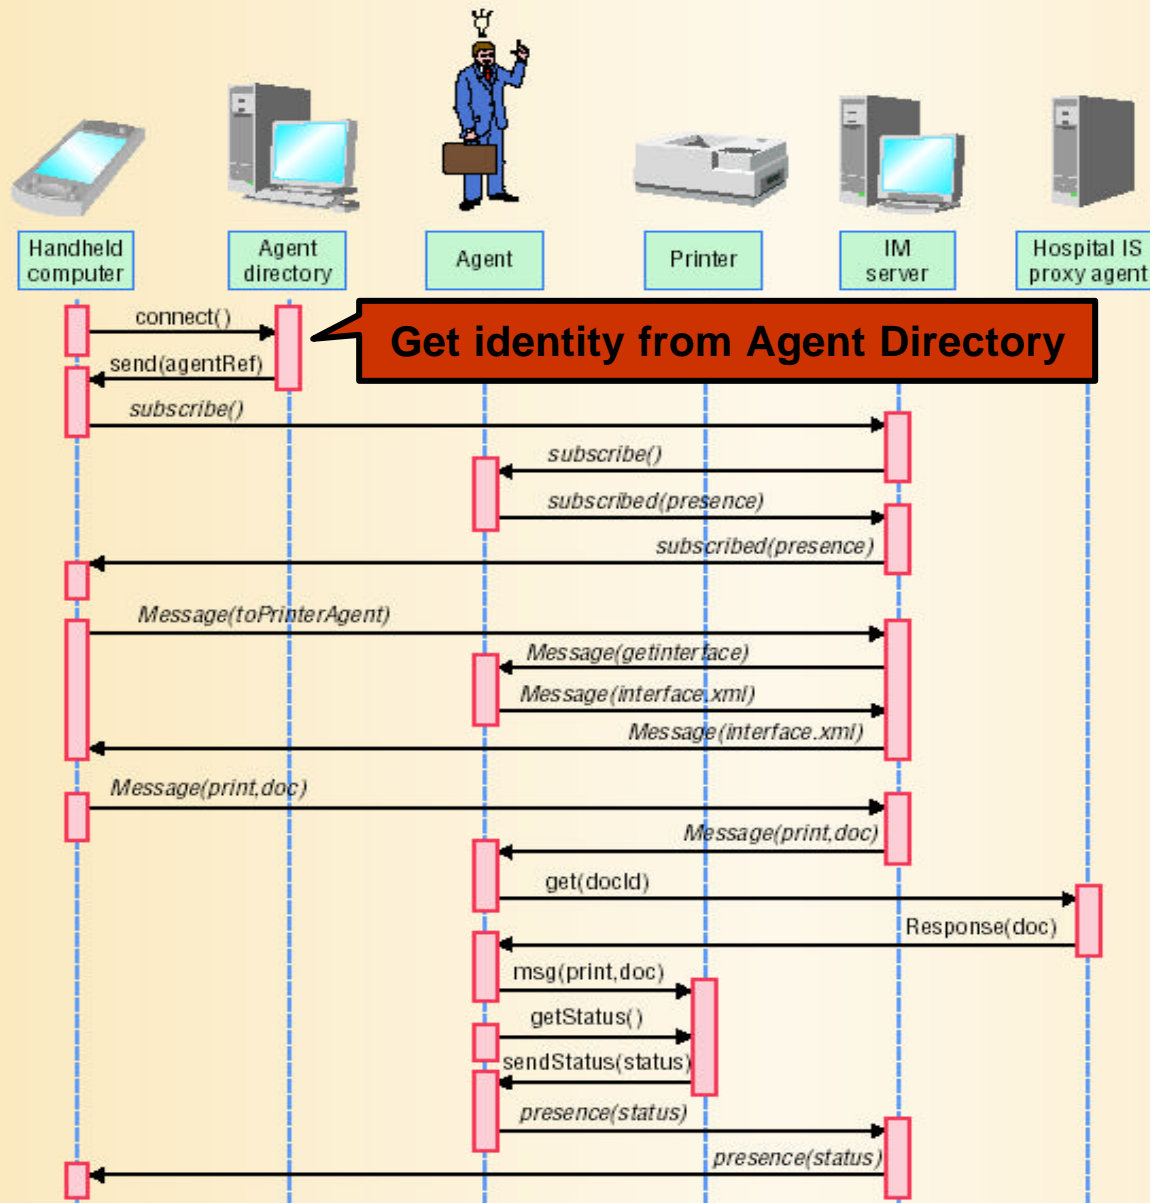 Handheld
computer
Agent
directory
Agent
Printer
IM
server
Hospital IS
proxy agent
connect()
Get identity from Agent Directory
send(agentRef)
subscribe()
subscribe()
subscribed(presence)
subscribed(presence)
Message(toPrinterAgent)
Message(getinterface)
Message(interface.xml)
Message(interface.xml)
Message(print,doc)
Message(print,doc)
get(docId)
Response(doc)
msg(print,doc)
getStatus()
sendStatus(status)
presence(status)
presence(status)